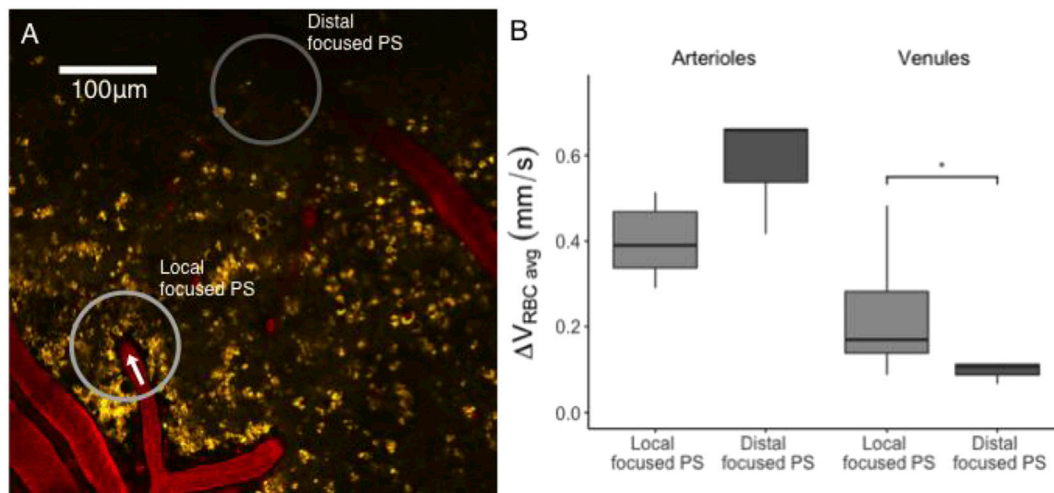 A
Distal
focused PS
100µm
Local
focused PS
B
Arterioles
Venules
ΔV_RBC avg (mm/s)
0.6
0.4
0.2
0.0
*
Local
focused PS
Distal
focused PS
Local
focused PS
Distal
focused PS